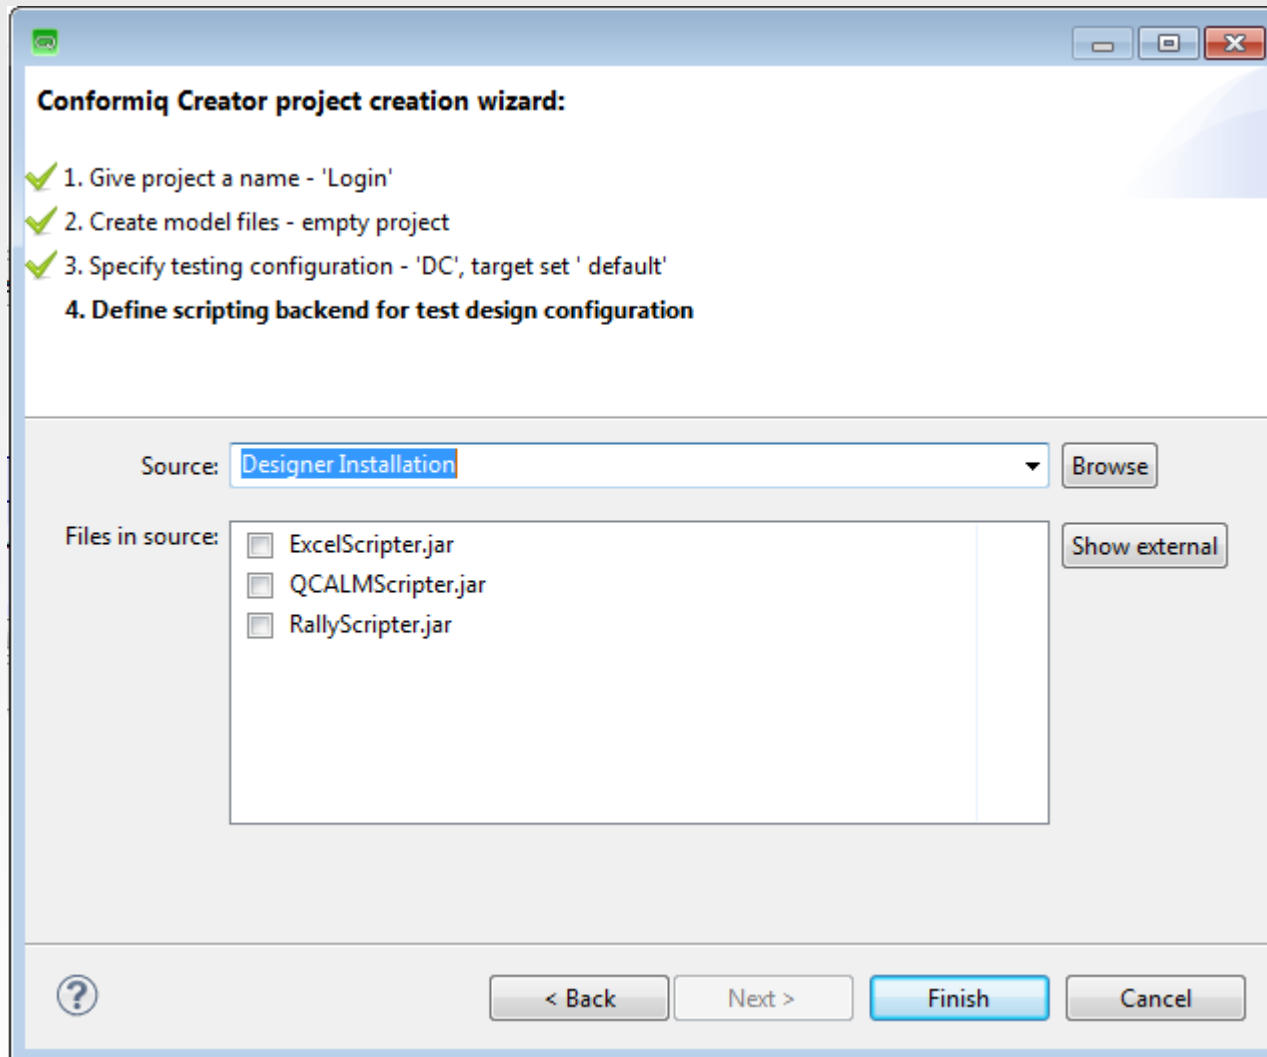 Conformiq Creator project creation wizard:
1. Give project a name - 'Login'
2. Create model files - empty project
3. Specify testing configuration - 'DC', target set ' default'
4. Define scripting backend for test design configuration
Source: Designer Installation Browse
Files in source: ExcelScripter.jar Show external
QCALMScripter.jar
RallyScripter.jar
? < Back Next > Finish Cancel